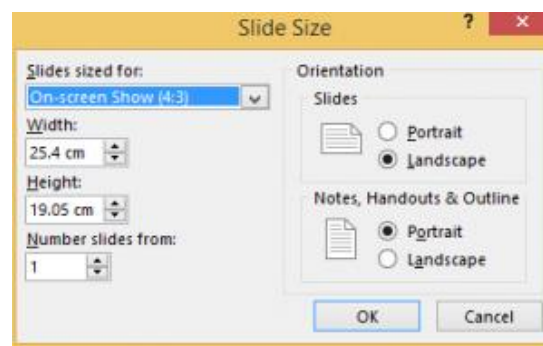 Slide Size
?
Slides sized for:
On-screen Show (4:3)
Width:
25.4 cm
Height:
19.05 cm
Number slides from:
1
Orientation
Slides
Portrait
Landscape
Notes, Handouts & Outline
Portrait
Landscape
OK
Cancel